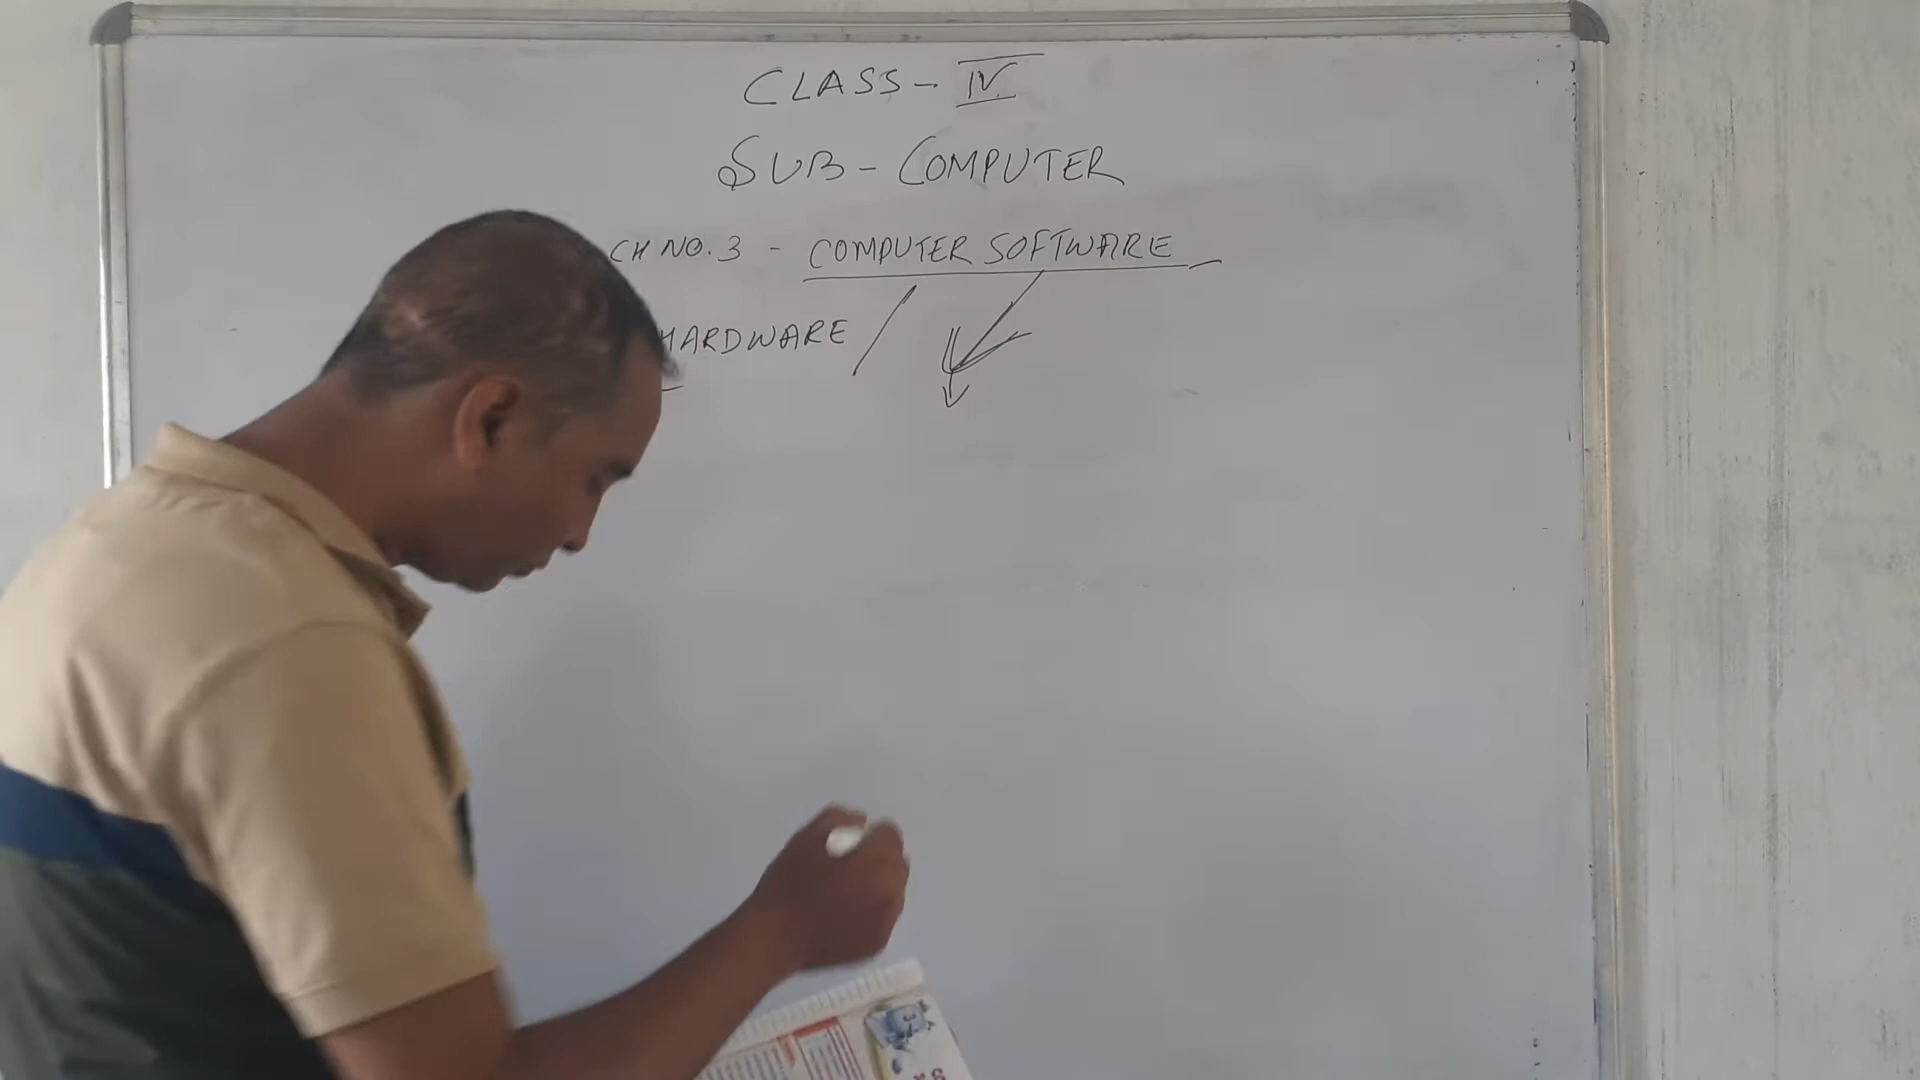 CLASS - IV
SUB - COMPUTER
CH NO. 3 - COMPUTER SOFTWARE
HARDWARE